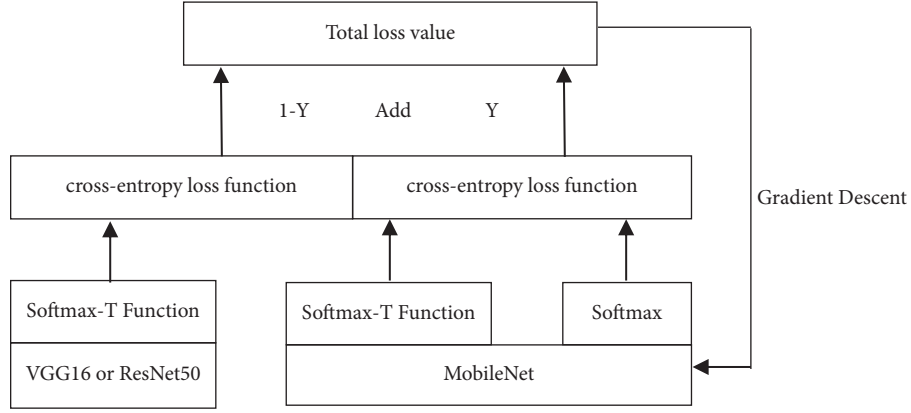 Total loss value
1-Y Add Y
cross-entropy loss function cross-entropy loss function
Gradient Descent
Softmax-T Function Softmax-T Function Softmax
VGG16 or ResNet50 MobileNet